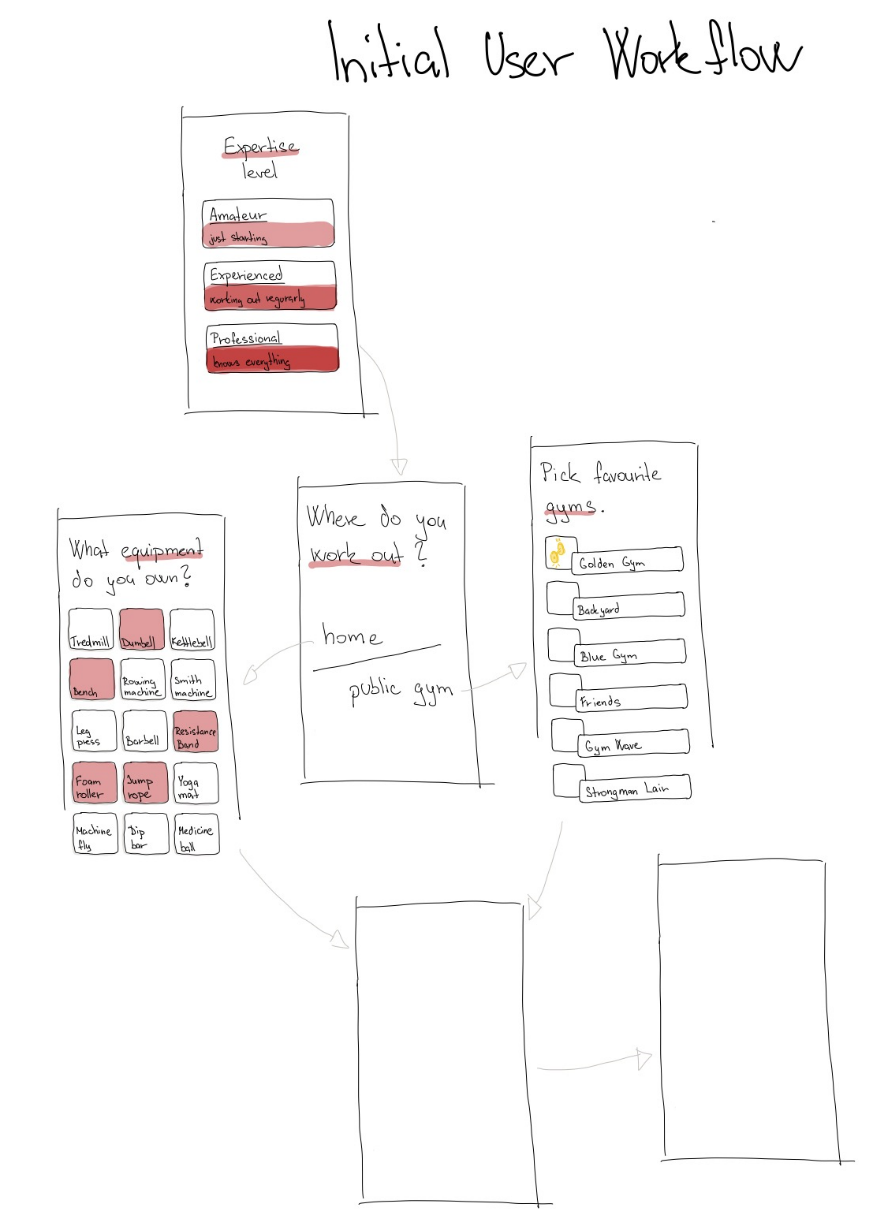 Initial User Workflow
Expertise
level
Amateur
just starting
Experienced
working out regurarly
Professional
knows everything
What equipment
do you own?
Tredmill
Dumbell
Kettlebell
Bench
Rowing
machine
Smith
machine
Leg
press
Barbell
Resistance
Band
Foam
roller
Jump
rope
Yoga
mat
Machine
fly
Dip
bar
Medicine
ball
Where do you
work out?
home
public gym
Pick favourite
gyms.
Golden Gym
Backyard
Blue Gym
Friends
Gym Wave
Strongman Lair